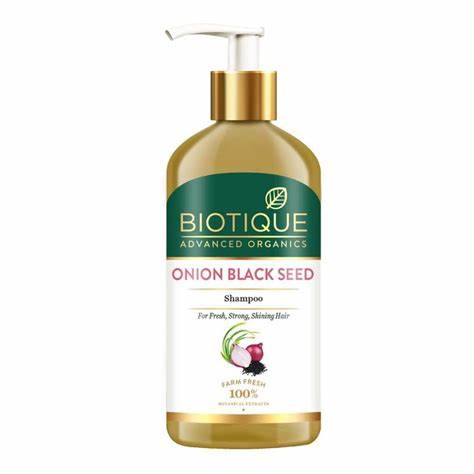 BIOTIQUE
ADVANCED ORGANICS
ONION BLACK SEED
Shampoo
For Fresh, Strong, Shining Hair
FARM FRESH
100%
BOTANICAL EXTRACTS